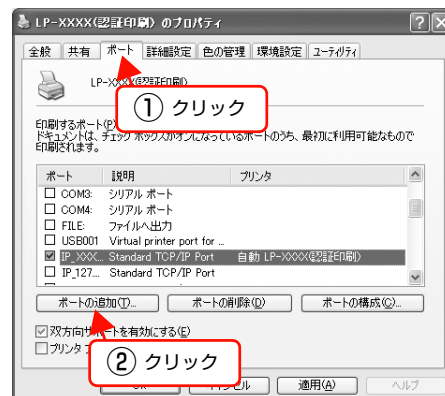 LP-XXXX(認証印刷) のプロパティ
全般 共有 ポート 詳細設定 色の管理 環境設定 ユーティリティ
LP-XXXX(認証印刷)
① クリック
印刷するポート(P)
ドキュメントは、チェック ボックスがオンになっているポートのうち、最初に利用可能なもので
印刷されます。
ポート 説明 プリンタ
COM3: シリアル ポート
COM4: シリアル ポート
FILE: ファイルへ出力
USB001 Virtual printer port for ...
IP_XXX... Standard TCP/IP Port 自動 LP-XXXX(認証印刷)
IP_127... Standard TCP/IP Port
ポートの追加(T)... ポートの削除(D) ポートの構成(C)...
双方向サポートを有効にする(E)
プリンタ
② クリック
適用(A) ヘルプ